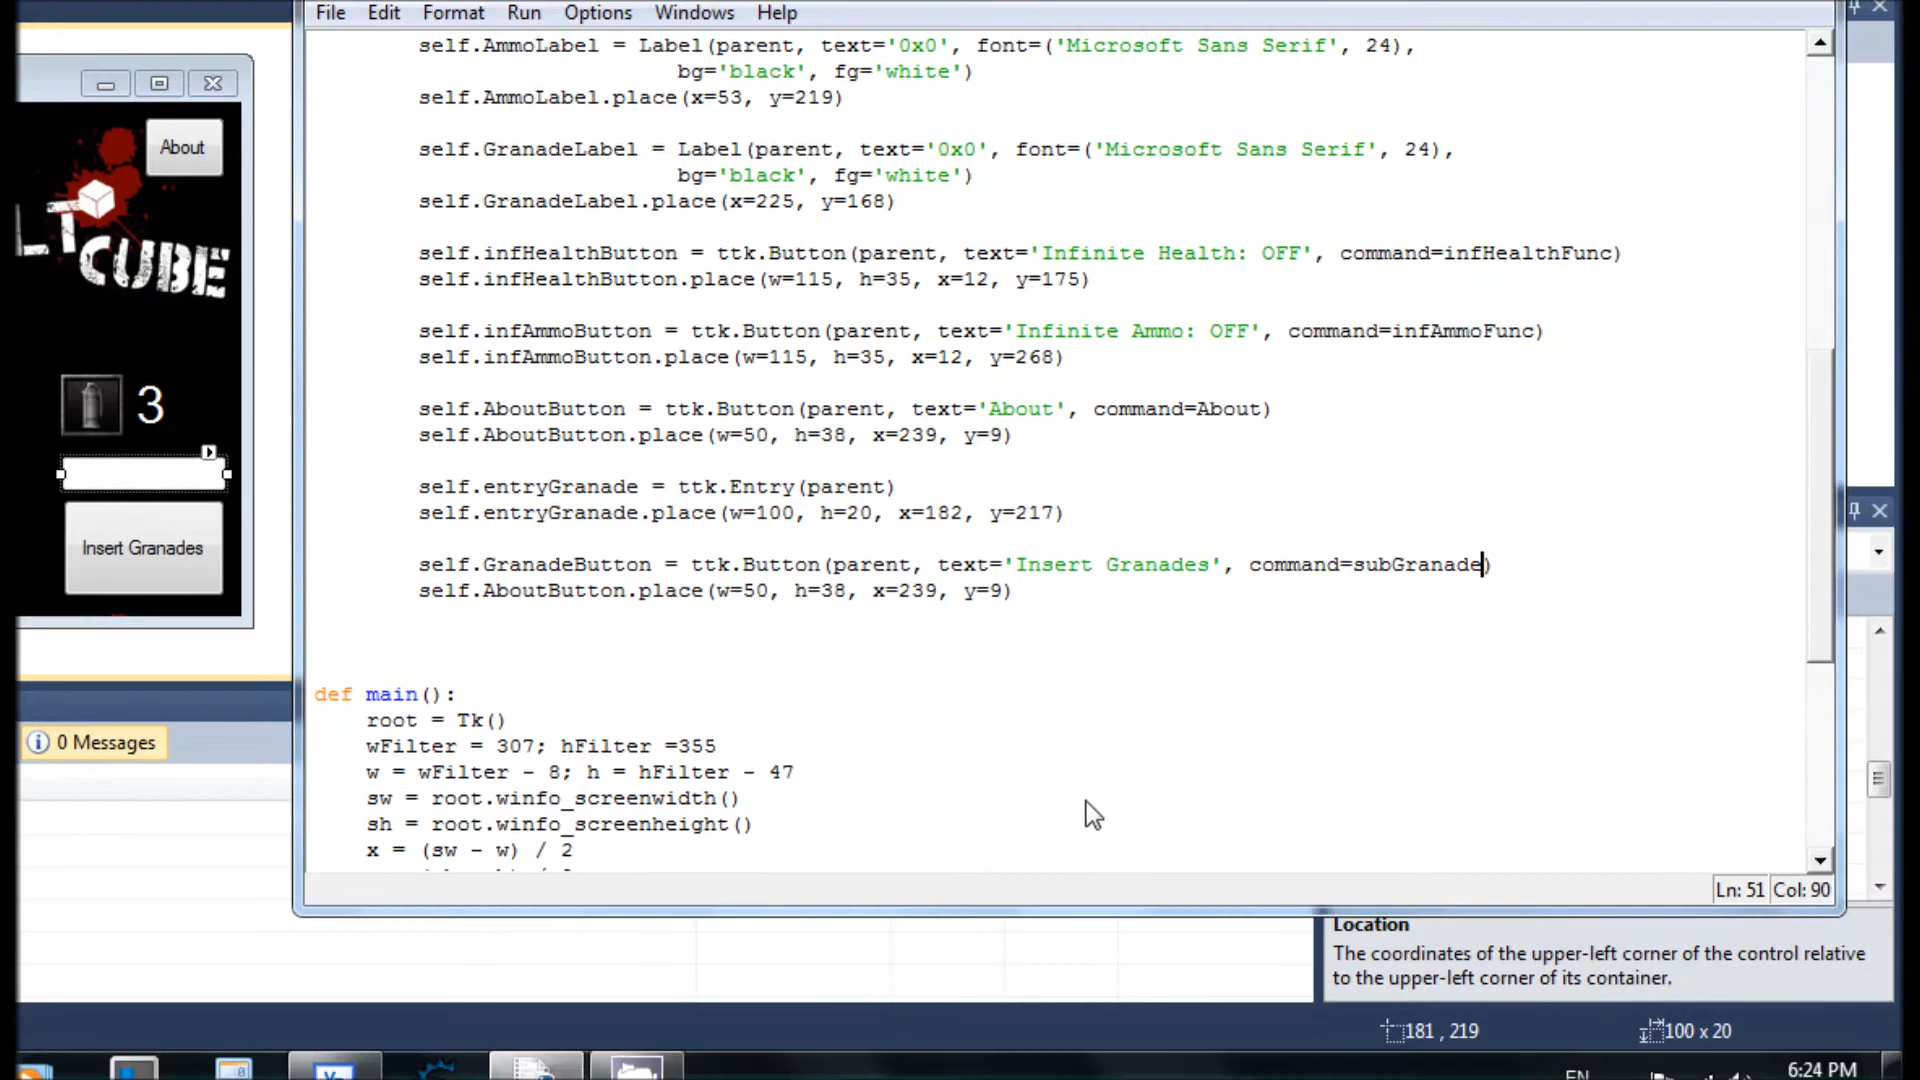 File Edit Format Run Options Windows Help
self.AmmoLabel = Label(parent, text='0x0', font=('Microsoft Sans Serif', 24),
bg='black', fg='white')
self.AmmoLabel.place(x=53, y=219)
self.GranadeLabel = Label(parent, text='0x0', font=('Microsoft Sans Serif', 24),
bg='black', fg='white')
self.GranadeLabel.place(x=225, y=168)
self.infHealthButton = ttk.Button(parent, text='Infinite Health: OFF', command=infHealthFunc)
self.infHealthButton.place(w=115, h=35, x=12, y=175)
self.infAmmoButton = ttk.Button(parent, text='Infinite Ammo: OFF', command=infAmmoFunc)
self.infAmmoButton.place(w=115, h=35, x=12, y=268)
self.AboutButton = ttk.Button(parent, text='About', command=About)
self.AboutButton.place(w=50, h=38, x=239, y=9)
self.entryGranade = ttk.Entry(parent)
self.entryGranade.place(w=100, h=20, x=182, y=217)
self.GranadeButton = ttk.Button(parent, text='Insert Granades', command=subGranade)
self.AboutButton.place(w=50, h=38, x=239, y=9)
def main():
root = Tk()
wFilter = 307; hFilter =355
w = wFilter - 8; h = hFilter - 47
sw = root.winfo_screenwidth()
sh = root.winfo_screenheight()
x = (sw - w) / 2
Ln: 51 Col: 90
About
LT
CUBE
3
Insert Granades
0 Messages
Location
The coordinates of the upper-left corner of the control relative
to the upper-left corner of its container.
181 , 219
100 x 20
EN
6:24 PM